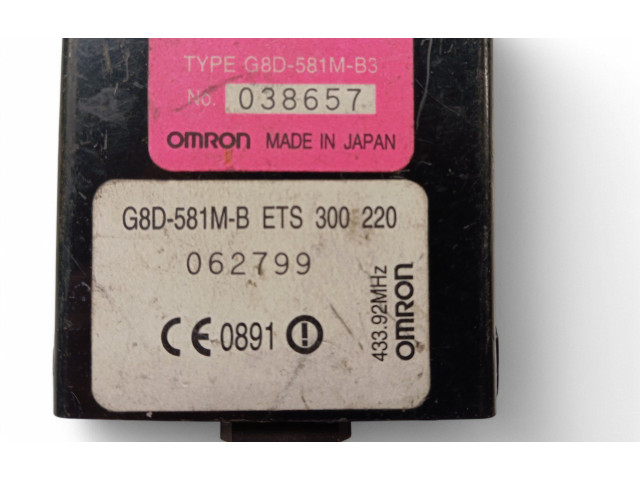 TYPE G8D-581M-B3
No. 038657
OMRON MADE IN JAPAN
G8D-581M-B ETS 300 220
062799
CE 0891
433.92MHz
OMRON